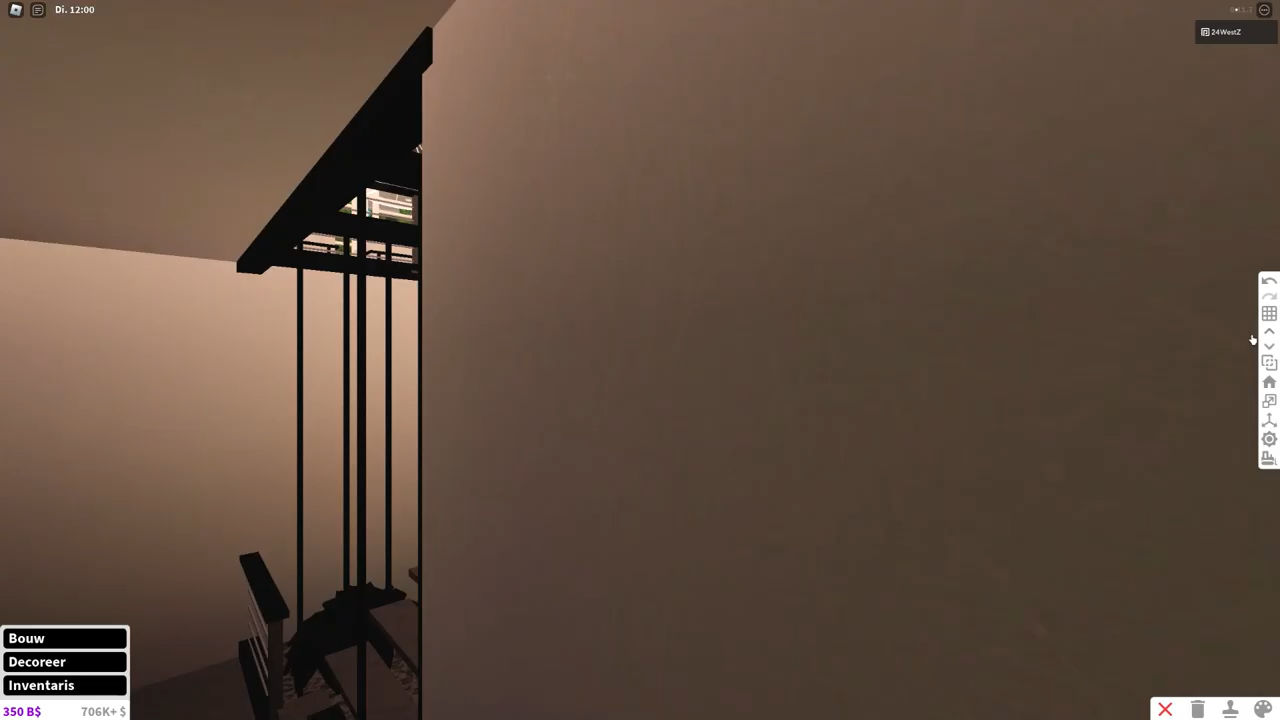 Di. 12:00
24WestZ
Bouw
Decoreer
Inventaris
350 B$ 706K+ $